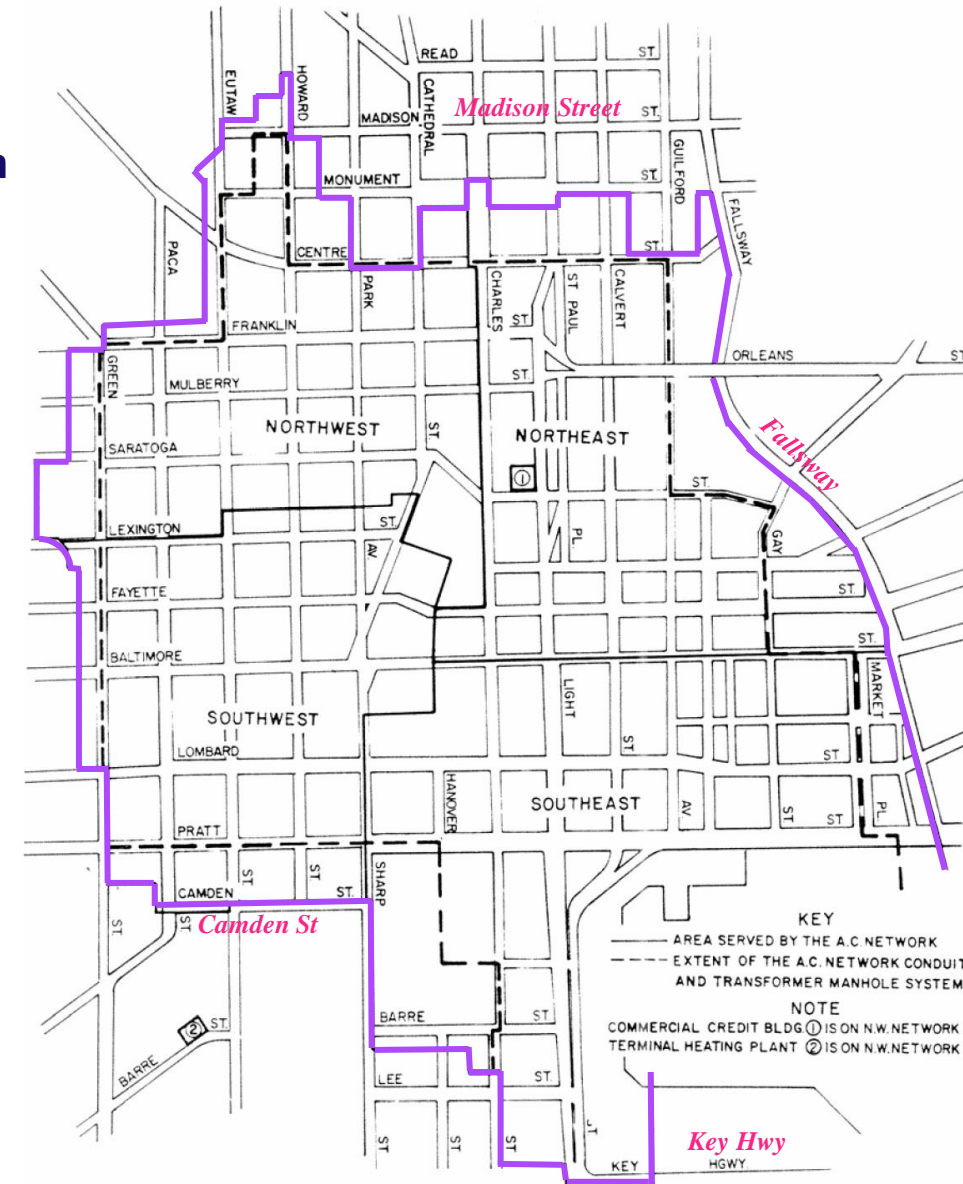 n
READ ST.
EUTAW
HOWARD
CATHEDRAL
Madison Street
MADISON ST.
GUILFORD
MONUMENT ST.
FALLSWAY
PACA
CENTRE ST.
PARK
CHARLES
ST PAUL
CALVERT
FRANKLIN ST.
ORLEANS ST
GREEN
MULBERRY ST.
NORTHWEST
NORTHEAST
Fallsway
SARATOGA ST.
1
ST.
LEXINGTON ST.
AV
PL.
GAY
FAYETTE ST.
BALTIMORE ST.
MARKET
LIGHT
SOUTHWEST
LOMBARD ST.
ST.
HANOVER
SOUTHEAST
AV
ST
PL.
PRATT ST
SHARP
ST.
ST.
CAMDEN ST.
ST.
ST
Camden St
KEY
AREA SERVED BY THE A.C. NETWORK
EXTENT OF THE A.C. NETWORK CONDUIT
AND TRANSFORMER MANHOLE SYSTEM
NOTE
COMMERCIAL CREDIT BLDG. 1 IS ON N.W. NETWORK
TERMINAL HEATING PLANT 2 IS ON N.W. NETWORK
BARRE ST.
2 ST.
BARRE
LEE ST.
ST
ST
ST
ST
Key Hwy
KEY HGWY.